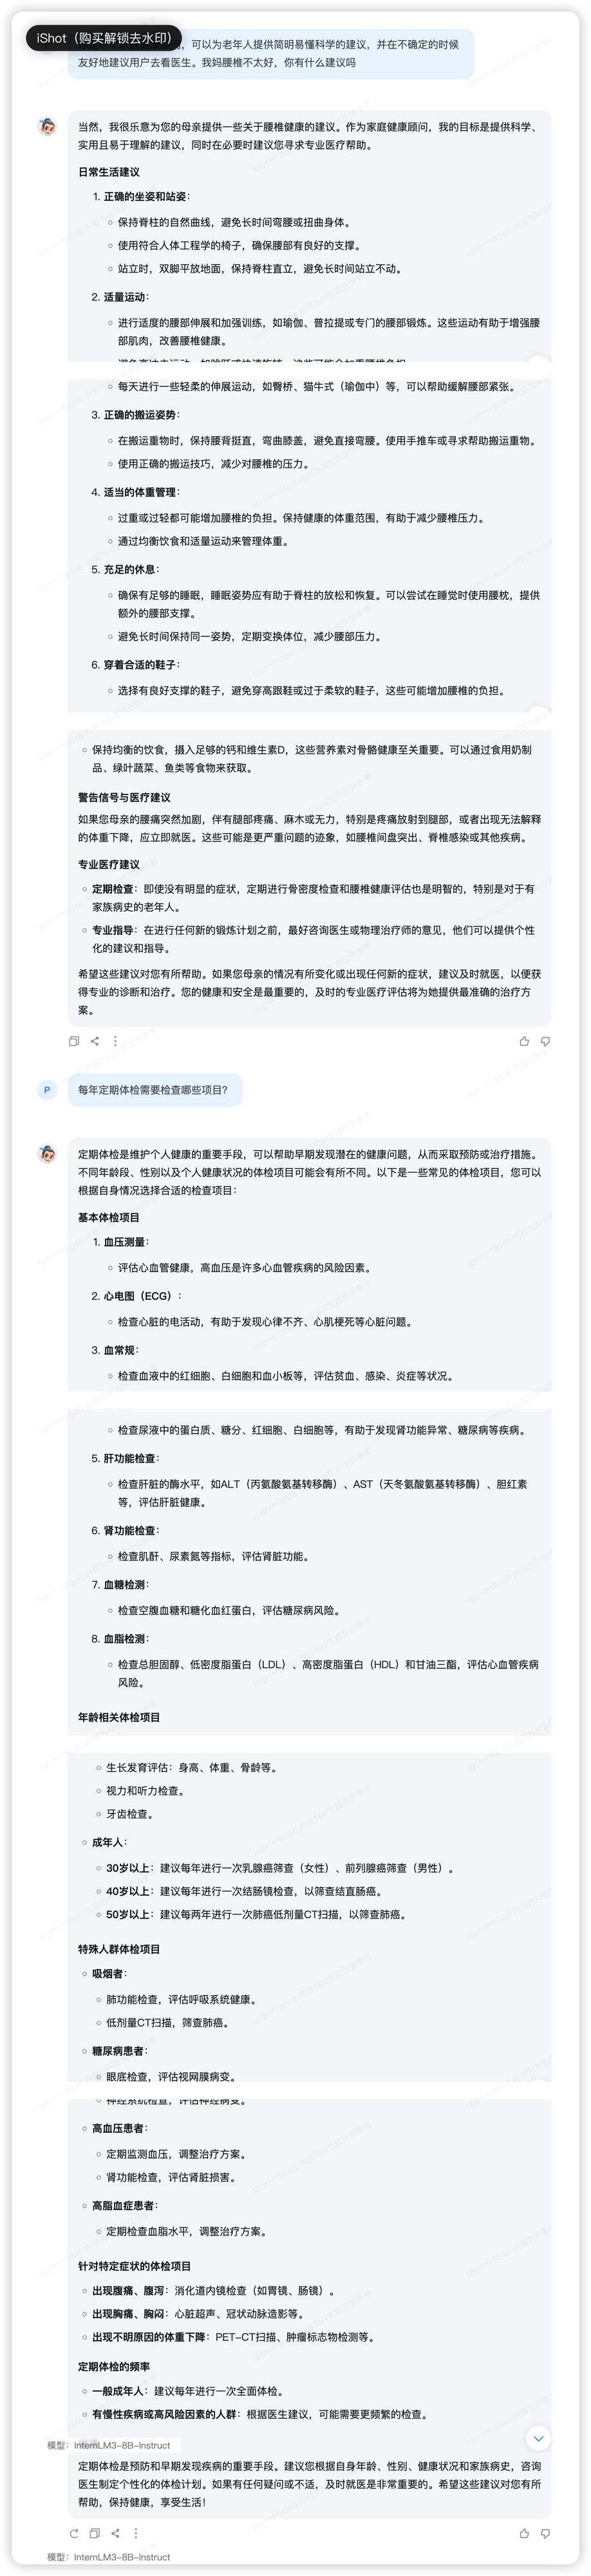 iShot（购买解锁去水印）
，可以为老年人提供简明易懂科学的建议，并在不确定的时候
友好地建议用户去看医生。我妈腰椎不太好，你有什么建议吗
当然，我很乐意为您的母亲提供一些关于腰椎健康的建议。作为家庭健康顾问，我的目标是提供科学、
实用且易于理解的建议，同时在必要时建议您寻求专业医疗帮助。
日常生活建议
1. 正确的坐姿和站姿：
保持脊柱的自然曲线，避免长时间弯腰或扭曲身体。
使用符合人体工程学的椅子，确保腰部有良好的支撑。
站立时，双脚平放地面，保持脊柱直立，避免长时间站立不动。
2. 适量运动：
进行适度的腰部伸展和加强训练，如瑜伽、普拉提或专门的腰部锻炼。这些运动有助于增强腰
部肌肉，改善腰椎健康。
每天进行一些轻柔的伸展运动，如臀桥、猫牛式（瑜伽中）等，可以帮助缓解腰部紧张。
3. 正确的搬运姿势：
在搬运重物时，保持腰背挺直，弯曲膝盖，避免直接弯腰。使用手推车或寻求帮助搬运重物。
使用正确的搬运技巧，减少对腰椎的压力。
4. 适当的体重管理：
过重或过轻都可能增加腰椎的负担。保持健康的体重范围，有助于减少腰椎压力。
通过均衡饮食和适量运动来管理体重。
5. 充足的休息：
确保有足够的睡眠，睡眠姿势应有助于脊柱的放松和恢复。可以尝试在睡觉时使用腰枕，提供
额外的腰部支撑。
避免长时间保持同一姿势，定期变换体位，减少腰部压力。
6. 穿着合适的鞋子：
选择有良好支撑的鞋子，避免穿高跟鞋或过于柔软的鞋子，这些可能增加腰椎的负担。
保持均衡的饮食，摄入足够的钙和维生素D，这些营养素对骨骼健康至关重要。可以通过食用奶制
品、绿叶蔬菜、鱼类等食物来获取。
警告信号与医疗建议
如果您母亲的腰痛突然加剧，伴有腿部疼痛、麻木或无力，特别是疼痛放射到腿部，或者出现无法解释
的体重下降，应立即就医。这些可能是更严重问题的迹象，如腰椎间盘突出、脊椎感染或其他疾病。
专业医疗建议
定期检查：即使没有明显的症状，定期进行骨密度检查和腰椎健康评估也是明智的，特别是对于有
家族病史的老年人。
专业指导：在进行任何新的锻炼计划之前，最好咨询医生或物理治疗师的意见，他们可以提供个性
化的建议和指导。
希望这些建议对您有所帮助。如果您母亲的情况有所变化或出现任何新的症状，建议及时就医，以便获
得专业的诊断和治疗。您的健康和安全是最重要的，及时的专业医疗评估将为她提供最准确的治疗方
案。
P
每年定期体检需要检查哪些项目？
定期体检是维护个人健康的重要手段，可以帮助早期发现潜在的健康问题，从而采取预防或治疗措施。
不同年龄段、性别以及个人健康状况的体检项目可能会有所不同。以下是一些常见的体检项目，您可以
根据自身情况选择合适的检查项目：
基本体检项目
1. 血压测量：
评估心血管健康，高血压是许多心血管疾病的风险因素。
2. 心电图（ECG）：
检查心脏的电活动，有助于发现心律不齐、心肌梗死等心脏问题。
3. 血常规：
检查血液中的红细胞、白细胞和血小板等，评估贫血、感染、炎症等状况。
检查尿液中的蛋白质、糖分、红细胞、白细胞等，有助于发现肾功能异常、糖尿病等疾病。
5. 肝功能检查：
检查肝脏的酶水平，如ALT（丙氨酸氨基转移酶）、AST（天冬氨酸氨基转移酶）、胆红素
等，评估肝脏健康。
6. 肾功能检查：
检查肌酐、尿素氮等指标，评估肾脏功能。
7. 血糖检测：
检查空腹血糖和糖化血红蛋白，评估糖尿病风险。
8. 血脂检测：
检查总胆固醇、低密度脂蛋白（LDL）、高密度脂蛋白（HDL）和甘油三酯，评估心血管疾病
风险。
年龄相关体检项目
生长发育评估：身高、体重、骨龄等。
视力和听力检查。
牙齿检查。
成年人：
30岁以上：建议每年进行一次乳腺癌筛查（女性）、前列腺癌筛查（男性）。
40岁以上：建议每年进行一次结肠镜检查，以筛查结直肠癌。
50岁以上：建议每两年进行一次肺癌低剂量CT扫描，以筛查肺癌。
特殊人群体检项目
吸烟者：
肺功能检查，评估呼吸系统健康。
低剂量CT扫描，筛查肺癌。
糖尿病患者：
眼底检查，评估视网膜病变。
神经系统检查，评估神经病变。
高血压患者：
定期监测血压，调整治疗方案。
肾功能检查，评估肾脏损害。
高脂血症患者：
定期检查血脂水平，调整治疗方案。
针对特定症状的体检项目
出现腹痛、腹泻：消化道内镜检查（如胃镜、肠镜）。
出现胸痛、胸闷：心脏超声、冠状动脉造影等。
出现不明原因的体重下降：PET-CT扫描、肿瘤标志物检测等。
定期体检的频率
一般成年人：建议每年进行一次全面体检。
有慢性疾病或高风险因素的人群：根据医生建议，可能需要更频繁的检查。
模型：InternLM3-8B-Instruct
定期体检是预防和早期发现疾病的重要手段。建议您根据自身年龄、性别、健康状况和家族病史，咨询
医生制定个性化的体检计划。如果有任何疑问或不适，及时就医是非常重要的。希望这些建议对您有所
帮助，保持健康，享受生活！
模型：InternLM3-8B-Instruct